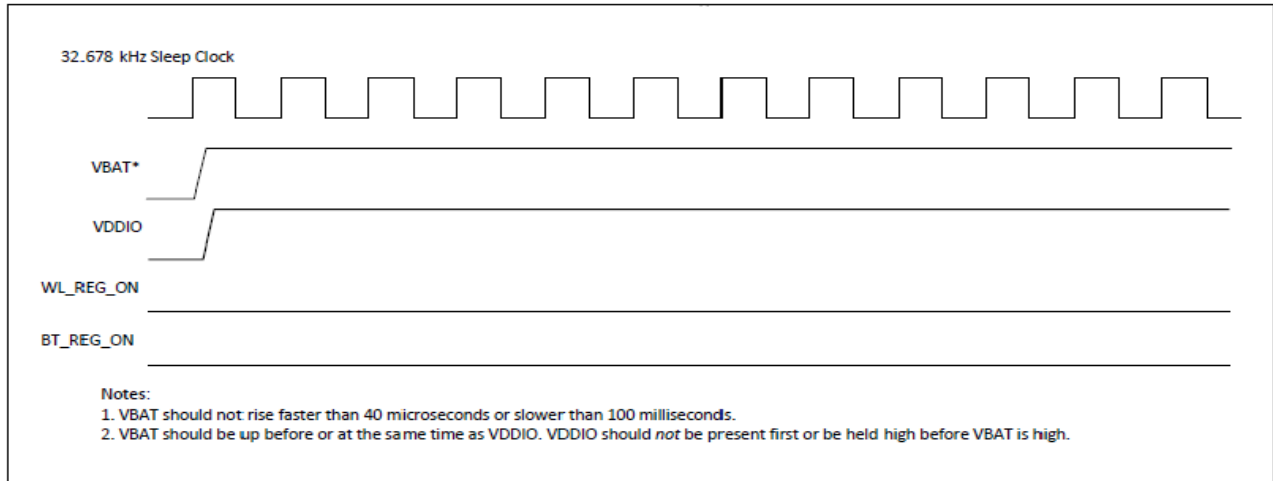 32.678 kHz Sleep Clock
VBAT*
VDDIO
WL_REG_ON
BT_REG_ON
Notes:
1. VBAT should not rise faster than 40 microseconds or slower than 100 milliseconds.
2. VBAT should be up before or at the same time as VDDIO. VDDIO should not be present first or be held high before VBAT is high.